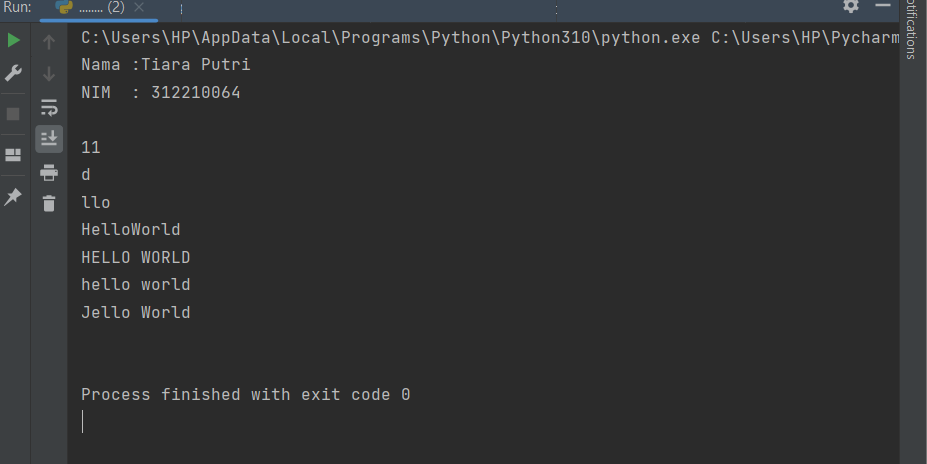 Run: ........ (2)
C:\Users\HP\AppData\Local\Programs\Python\Python310\python.exe C:\Users\HP\Pycharm
Nama :Tiara Putri
NIM  : 312210064

11
d
llo
HelloWorld
HELLO WORLD
hello world
Jello World

Process finished with exit code 0
otifications